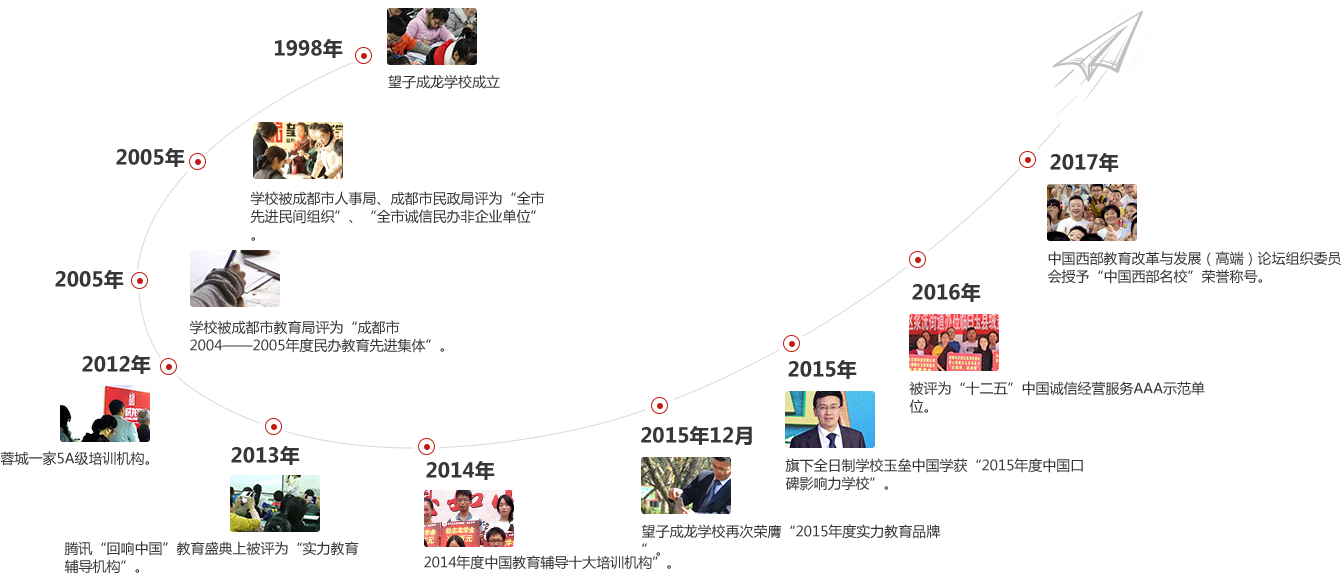 1998年
望子成龙学校成立
2005年
学校被成都市人事局、成都市民政局评为“全市
先进民间组织”、“全市诚信民办非企业单位”
。
2005年
学校被成都市教育局评为“成都市
2004——2005年度民办教育先进集体”。
2012年
蓉城一家5A级培训机构。
2013年
腾讯“回响中国”教育盛典上被评为“实力教育
辅导机构”。
2014年
2014年度中国教育辅导十大培训机构”。
2015年12月
望子成龙学校再次荣膺“2015年度实力教育品牌
”。
2015年
旗下全日制学校玉垒中国学获“2015年度中国口
碑影响力学校”。
2016年
被评为“十二五”中国诚信经营服务AAA示范单
位。
2017年
中国西部教育改革与发展（高端）论坛组织委员
会授予“中国西部名校”荣誉称号。